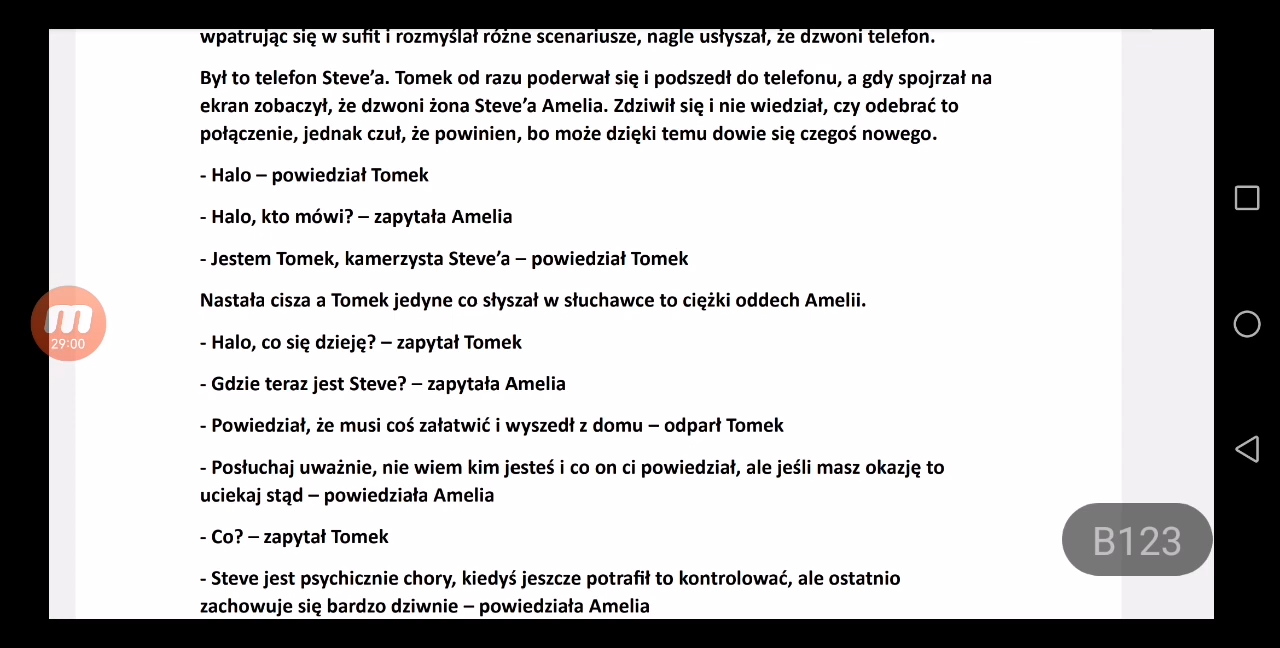 wpatrując się w sufit i rozmyślał różne scenariusze, nagle usłyszał, że dzwoni telefon.
Był to telefon Steve’a. Tomek od razu poderwał się i podszedł do telefonu, a gdy spojrzał na
ekran zobaczył, że dzwoni żona Steve’a Amelia. Zdziwił się i nie wiedział, czy odebrać to
połączenie, jednak czuł, że powinien, bo może dzięki temu dowie się czegoś nowego.
- Halo – powiedział Tomek
- Halo, kto mówi? – zapytała Amelia
- Jestem Tomek, kamerzysta Steve’a – powiedział Tomek
Nastała cisza a Tomek jedyne co słyszał w słuchawce to ciężki oddech Amelii.
- Halo, co się dzieję? – zapytał Tomek
- Gdzie teraz jest Steve? – zapytała Amelia
- Powiedział, że musi coś załatwić i wyszedł z domu – odparł Tomek
- Posłuchaj uważnie, nie wiem kim jesteś i co on ci powiedział, ale jeśli masz okazję to
uciekaj stąd – powiedziała Amelia
- Co? – zapytał Tomek
- Steve jest psychicznie chory, kiedyś jeszcze potrafił to kontrolować, ale ostatnio
zachowuje się bardzo dziwnie – powiedziała Amelia
m
29:00
B123